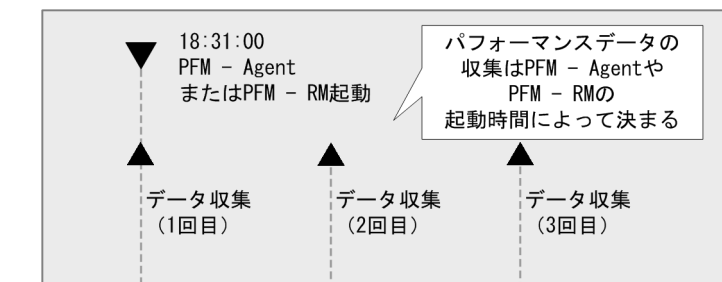 18:31:00
PFM - Agent
またはPFM - RM起動
パフォーマンスデータの
収集はPFM - Agentや
PFM - RMの
起動時間によって決まる
データ収集
(1回目)
データ収集
(2回目)
データ収集
(3回目)